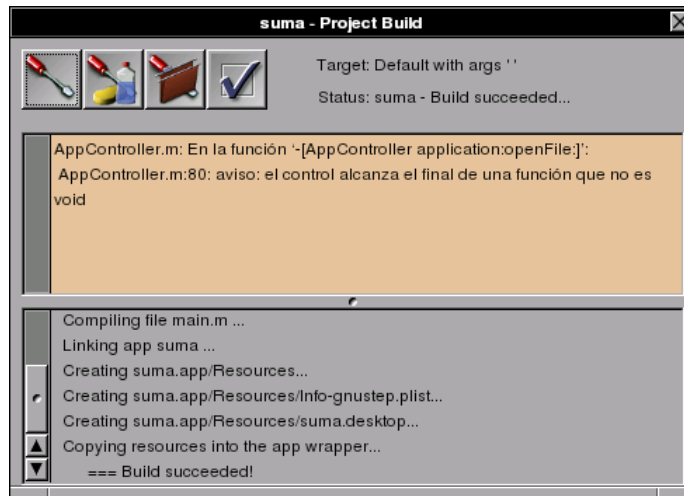 suma - Project Build
Target: Default with args ' '
Status: suma - Build succeeded...
AppController.m: En la función ‘-[AppController application:openFile:]’:
AppController.m:80: aviso: el control alcanza el final de una función que no es
void
Compiling file main.m ...
Linking app suma ...
Creating suma.app/Resources...
Creating suma.app/Resources/Info-gnustep.plist...
Creating suma.app/Resources/suma.desktop...
Copying resources into the app wrapper...
=== Build succeeded!